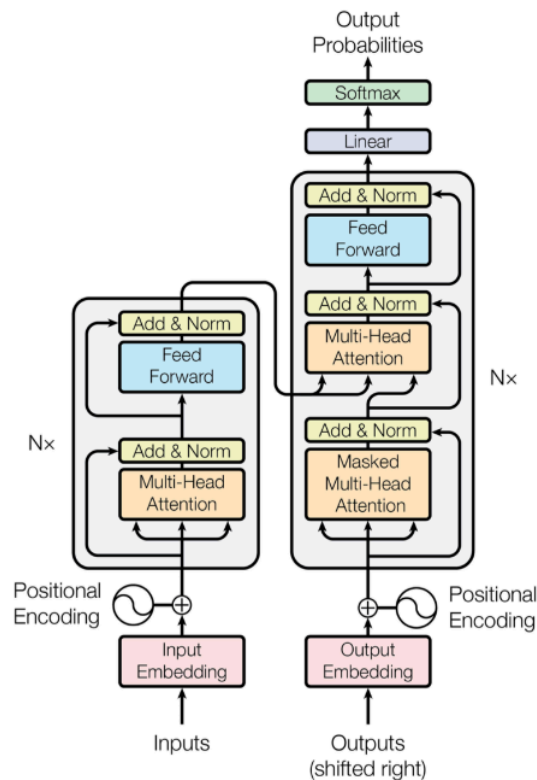 Output
Probabilities
Softmax
Linear
Add & Norm
Feed
Forward
Add & Norm
Multi-Head
Attention
Add & Norm
Masked
Multi-Head
Attention
Nx
Add & Norm
Feed
Forward
Add & Norm
Multi-Head
Attention
Nx
Positional
Encoding
Positional
Encoding
Input
Embedding
Output
Embedding
Inputs
Outputs
(shifted right)